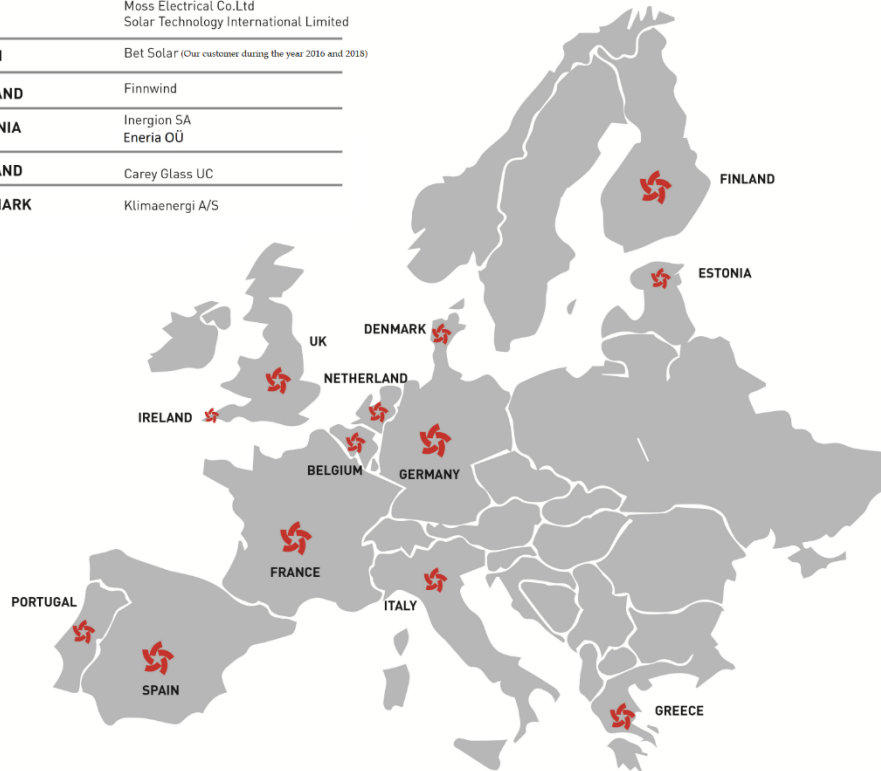 Moss Electrical Co.Ltd
Solar Technology International Limited
Bet Solar (Our customer during the year 2016 and 2018)
AND Finnwind
NIA Inergion SA
Eneria OÜ
AND Carey Glass UC
ARK Klimaenergi A/S
FINLAND
ESTONIA
DENMARK
UK
NETHERLAND
IRELAND
BELGIUM
GERMANY
FRANCE
PORTUGAL
ITALY
SPAIN
GREECE